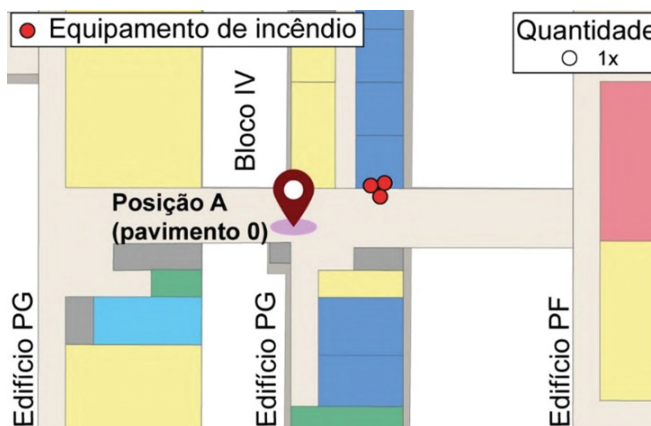 Equipamento de incêndio
Quantidade
1x
Bloco IV
Posição A
(pavimento 0)
Edifício PG
Edifício PG
Edifício PF